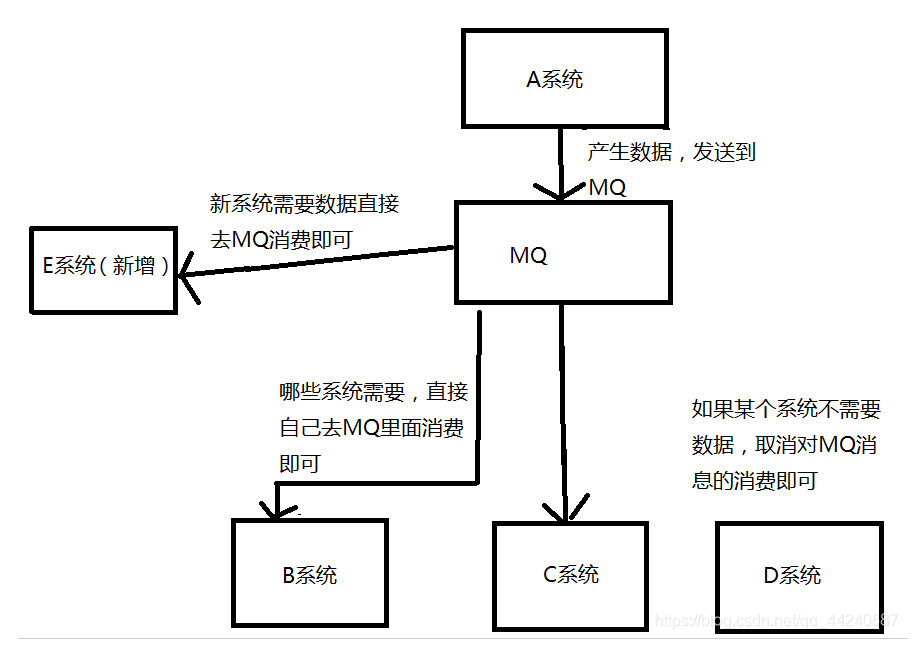 A系统
产生数据，发送到
MQ
新系统需要数据直接
去MQ消费即可
E系统（新增）
MQ
哪些系统需要，直接
自己去MQ里面消费
即可
如果某个系统不需要
数据，取消对MQ消
息的消费即可
B系统
C系统
D系统
https://blog.csdn.net/qq_44240587